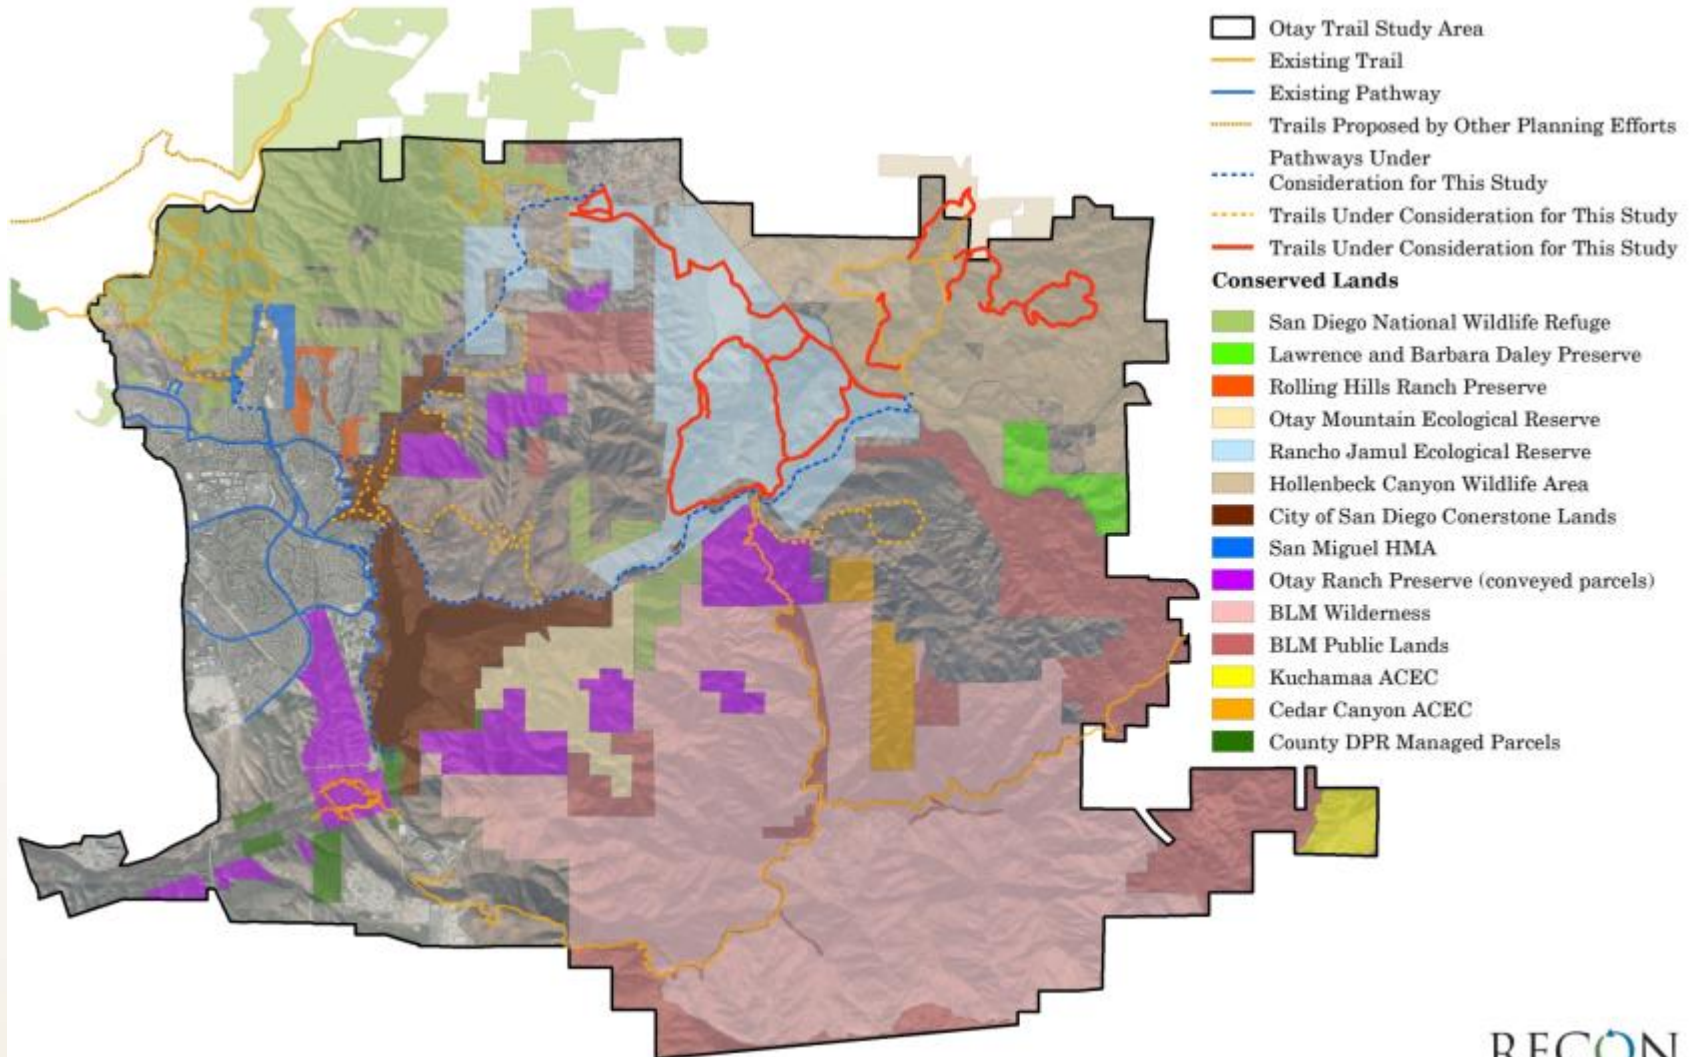 Otay Trail Study Area
Existing Trail
Existing Pathway
Trails Proposed by Other Planning Efforts
Pathways Under
Consideration for This Study
Trails Under Consideration for This Study
Trails Under Consideration for This Study
Conserved Lands
San Diego National Wildlife Refuge
Lawrence and Barbara Daley Preserve
Rolling Hills Ranch Preserve
Otay Mountain Ecological Reserve
Rancho Jamul Ecological Reserve
Hollenbeck Canyon Wildlife Area
City of San Diego Conerstone Lands
San Miguel HMA
Otay Ranch Preserve (conveyed parcels)
BLM Wilderness
BLM Public Lands
Kuchamaa ACEC
Cedar Canyon ACEC
County DPR Managed Parcels
RECON